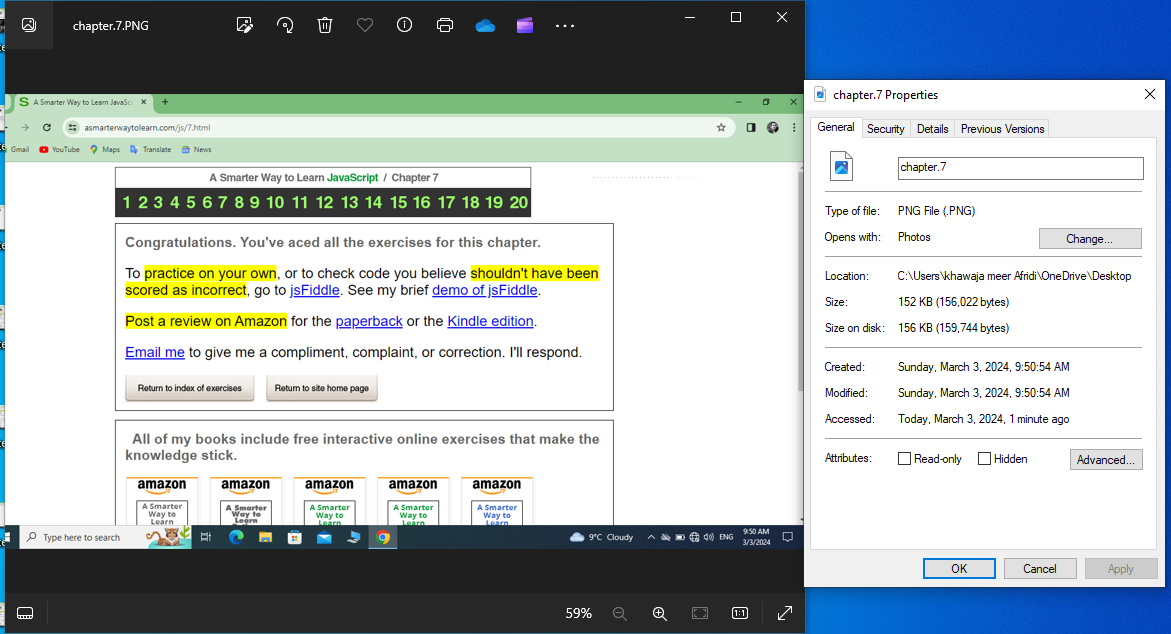 chapter.7.PNG
A Smarter Way to Learn JavaSc
asmarterwaytolearn.com/js/7.html
Gmail YouTube Maps Translate News
A Smarter Way to Learn JavaScript / Chapter 7
1 2 3 4 5 6 7 8 9 10 11 12 13 14 15 16 17 18 19 20
Congratulations. You've aced all the exercises for this chapter.
To practice on your own, or to check code you believe shouldn't have been
scored as incorrect, go to jsFiddle. See my brief demo of jsFiddle.
Post a review on Amazon for the paperback or the Kindle edition.
Email me to give me a compliment, complaint, or correction. I'll respond.
Return to index of exercises Return to site home page
All of my books include free interactive online exercises that make the
knowledge stick.
amazon amazon amazon amazon amazon
A Smarter A Smarter A Smarter A Smarter A Smarter
Way to Way to Way to Way to Way to
Learn Learn Learn Learn Learn
Type here to search
9°C Cloudy
ENG
9:50 AM
3/3/2024
59%
1:1
chapter.7 Properties
General Security Details Previous Versions
chapter.7
Type of file: PNG File (.PNG)
Opens with: Photos Change...
Location: C:\Users\khawaja meer Afridi\OneDrive\Desktop
Size: 152 KB (156,022 bytes)
Size on disk: 156 KB (159,744 bytes)
Created: Sunday, March 3, 2024, 9:50:54 AM
Modified: Sunday, March 3, 2024, 9:50:54 AM
Accessed: Today, March 3, 2024, 1 minute ago
Attributes: Read-only Hidden Advanced...
OK Cancel Apply